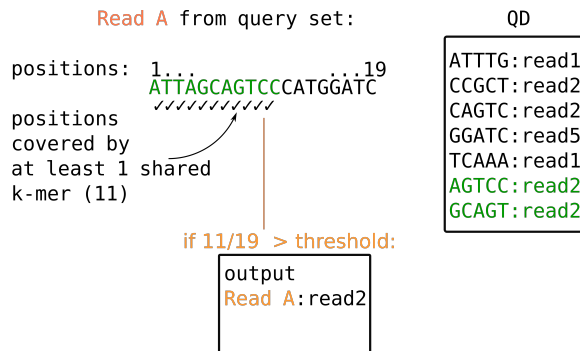 Read A from query set:
positions:
1... ...19
ATTAGCAGTCCCATGGATC
✓✓✓✓✓✓✓✓✓✓✓
positions
covered by
at least 1 shared
k-mer (11)
if 11/19 > threshold:
output
Read A:read2
QD
ATTTG:read1
CCGCT:read2
CAGTC:read2
GGATC:read5
TCAAA:read1
AGTCC:read2
GCAGT:read2